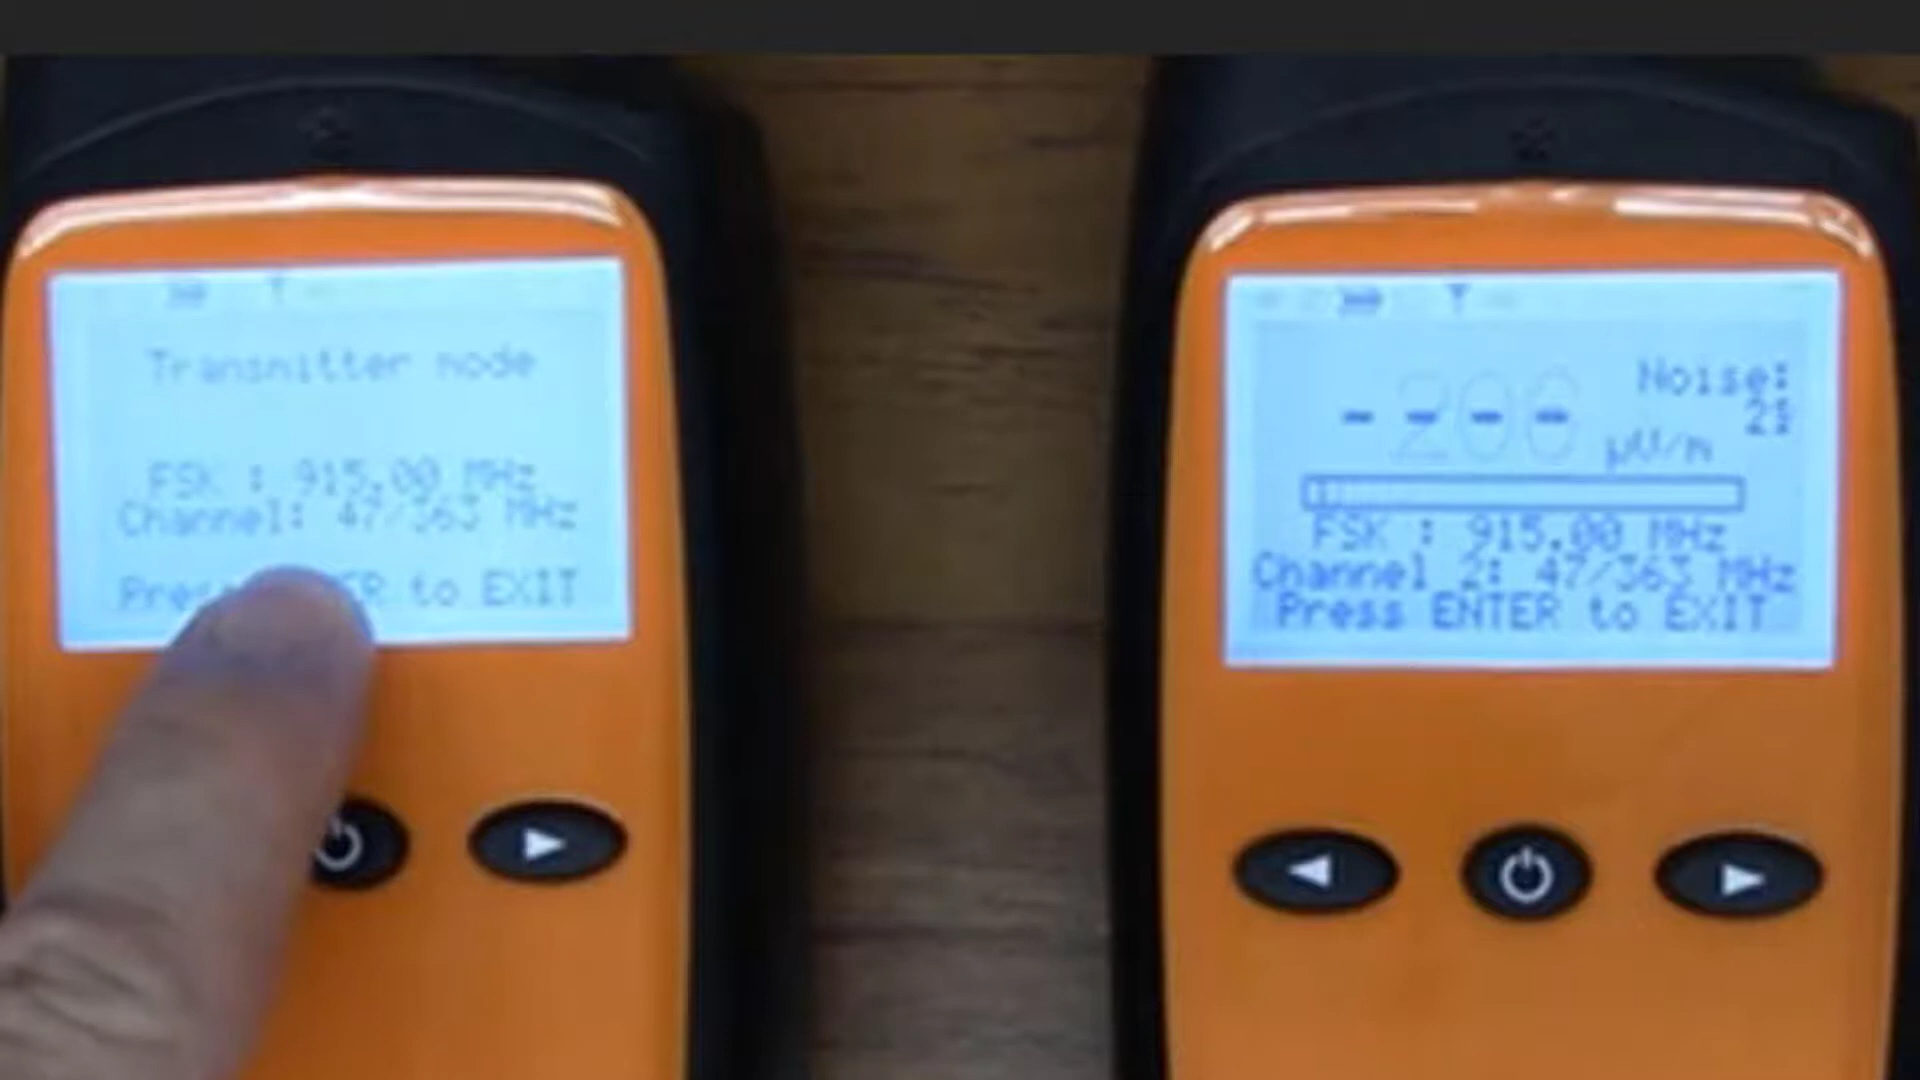 Transmitter mode
FSK : 915.00 MHz
Channel: 47/363 MHz
to EXIT
Noise:
- - - -
µV/m
FSK : 915.00 MHz
Channel 2: 47/363 MHz
Press ENTER to EXIT